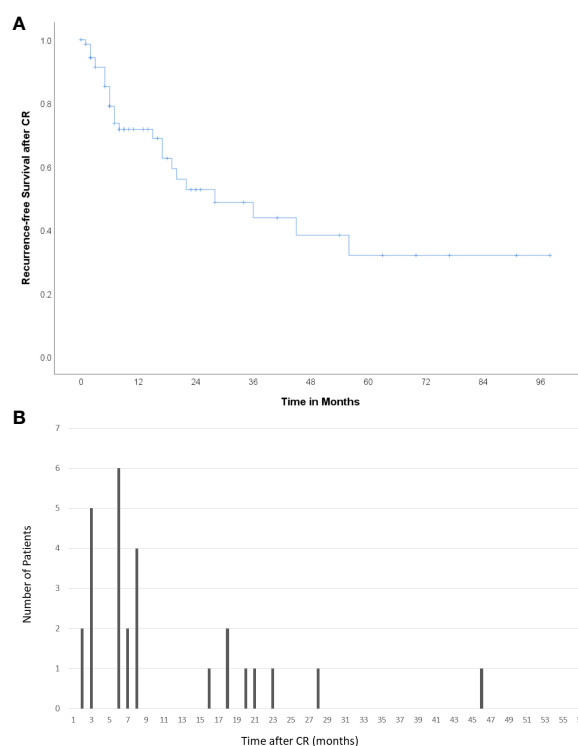 A
1.0
0.8
0.6
0.4
0.2
0.0
Recurrence-free Survival after CR
0 12 24 36 48 60 72 84 96
Time in Months
B
7
6
5
4
3
2
1
0
Number of Patients
1 3 5 7 9 11 13 15 17 19 21 23 25 27 29 31 33 35 37 39 41 43 45 47 49 51 53 55
Time after CR (months)